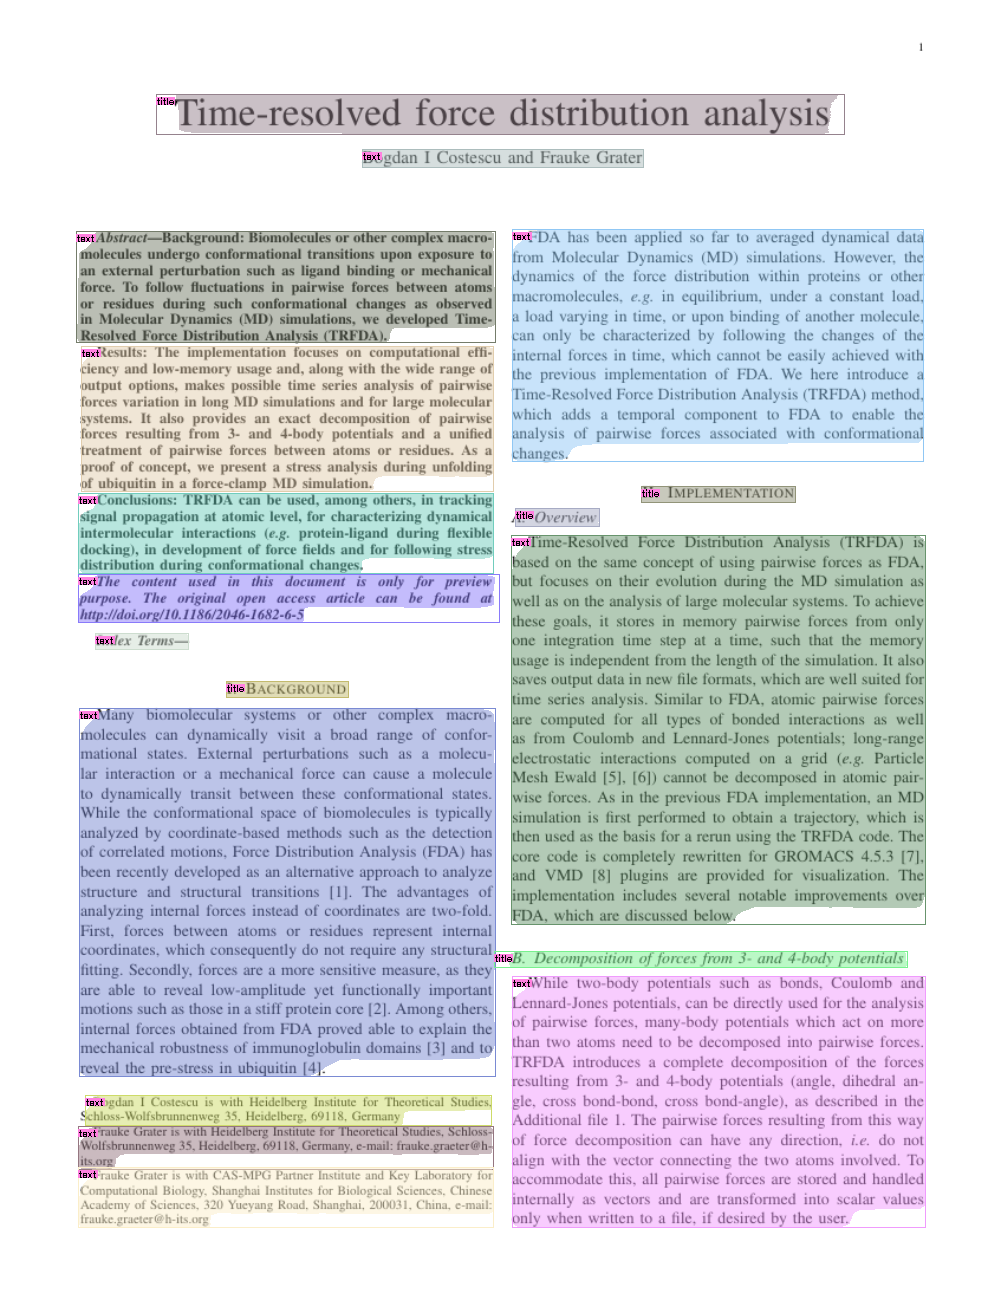 1
title
Time-resolved force distribution analysis
text
Bogdan I Costescu and Frauke Grater
text
Abstract—Background: Biomolecules or other complex macro-
molecules undergo conformational transitions upon exposure to
an external perturbation such as ligand binding or mechanical
force. To follow fluctuations in pairwise forces between atoms
or residues during such conformational changes as observed
in Molecular Dynamics (MD) simulations, we developed Time-
Resolved Force Distribution Analysis (TRFDA).
text
Results: The implementation focuses on computational effi-
ciency and low-memory usage and, along with the wide range of
output options, makes possible time series analysis of pairwise
forces variation in long MD simulations and for large molecular
systems. It also provides an exact decomposition of pairwise
forces resulting from 3- and 4-body potentials and a unified
treatment of pairwise forces between atoms or residues. As a
proof of concept, we present a stress analysis during unfolding
of ubiquitin in a force-clamp MD simulation.
text
Conclusions: TRFDA can be used, among others, in tracking
signal propagation at atomic level, for characterizing dynamical
intermolecular interactions (e.g. protein-ligand during flexible
docking), in development of force fields and for following stress
distribution during conformational changes.
text
The content used in this document is only for preview
purpose. The original open access article can be found at
http://doi.org/10.1186/2046-1682-6-5
text
Index Terms—
title
BACKGROUND
text
Many biomolecular systems or other complex macro-
molecules can dynamically visit a broad range of confor-
mational states. External perturbations such as a molecu-
lar interaction or a mechanical force can cause a molecule
to dynamically transit between these conformational states.
While the conformational space of biomolecules is typically
analyzed by coordinate-based methods such as the detection
of correlated motions, Force Distribution Analysis (FDA) has
been recently developed as an alternative approach to analyze
structure and structural transitions [1]. The advantages of
analyzing internal forces instead of coordinates are two-fold.
First, forces between atoms or residues represent internal
coordinates, which consequently do not require any structural
fitting. Secondly, forces are a more sensitive measure, as they
are able to reveal low-amplitude yet functionally important
motions such as those in a stiff protein core [2]. Among others,
internal forces obtained from FDA proved able to explain the
mechanical robustness of immunoglobulin domains [3] and to
reveal the pre-stress in ubiquitin [4].
text
Bogdan I Costescu is with Heidelberg Institute for Theoretical Studies,
Schloss-Wolfsbrunnenweg 35, Heidelberg, 69118, Germany
text
Frauke Grater is with Heidelberg Institute for Theoretical Studies, Schloss-
Wolfsbrunnenweg 35, Heidelberg, 69118, Germany, e-mail: frauke.graeter@h-
its.org
text
Frauke Grater is with CAS-MPG Partner Institute and Key Laboratory for
Computational Biology, Shanghai Institutes for Biological Sciences, Chinese
Academy of Sciences, 320 Yueyang Road, Shanghai, 200031, China, e-mail:
frauke.graeter@h-its.org
text
FDA has been applied so far to averaged dynamical data
from Molecular Dynamics (MD) simulations. However, the
dynamics of the force distribution within proteins or other
macromolecules, e.g. in equilibrium, under a constant load,
a load varying in time, or upon binding of another molecule,
can only be characterized by following the changes of the
internal forces in time, which cannot be easily achieved with
the previous implementation of FDA. We here introduce a
Time-Resolved Force Distribution Analysis (TRFDA) method,
which adds a temporal component to FDA to enable the
analysis of pairwise forces associated with conformational
changes.
title
IMPLEMENTATION
title
A. Overview
text
Time-Resolved Force Distribution Analysis (TRFDA) is
based on the same concept of using pairwise forces as FDA,
but focuses on their evolution during the MD simulation as
well as on the analysis of large molecular systems. To achieve
these goals, it stores in memory pairwise forces from only
one integration time step at a time, such that the memory
usage is independent from the length of the simulation. It also
saves output data in new file formats, which are well suited for
time series analysis. Similar to FDA, atomic pairwise forces
are computed for all types of bonded interactions as well
as from Coulomb and Lennard-Jones potentials; long-range
electrostatic interactions computed on a grid (e.g. Particle
Mesh Ewald [5], [6]) cannot be decomposed in atomic pair-
wise forces. As in the previous FDA implementation, an MD
simulation is first performed to obtain a trajectory, which is
then used as the basis for a rerun using the TRFDA code. The
core code is completely rewritten for GROMACS 4.5.3 [7],
and VMD [8] plugins are provided for visualization. The
implementation includes several notable improvements over
FDA, which are discussed below.
title
B. Decomposition of forces from 3- and 4-body potentials
text
While two-body potentials such as bonds, Coulomb and
Lennard-Jones potentials, can be directly used for the analysis
of pairwise forces, many-body potentials which act on more
than two atoms need to be decomposed into pairwise forces.
TRFDA introduces a complete decomposition of the forces
resulting from 3- and 4-body potentials (angle, dihedral an-
gle, cross bond-bond, cross bond-angle), as described in the
Additional file 1. The pairwise forces resulting from this way
of force decomposition can have any direction, i.e. do not
align with the vector connecting the two atoms involved. To
accommodate this, all pairwise forces are stored and handled
internally as vectors and are transformed into scalar values
only when written to a file, if desired by the user.